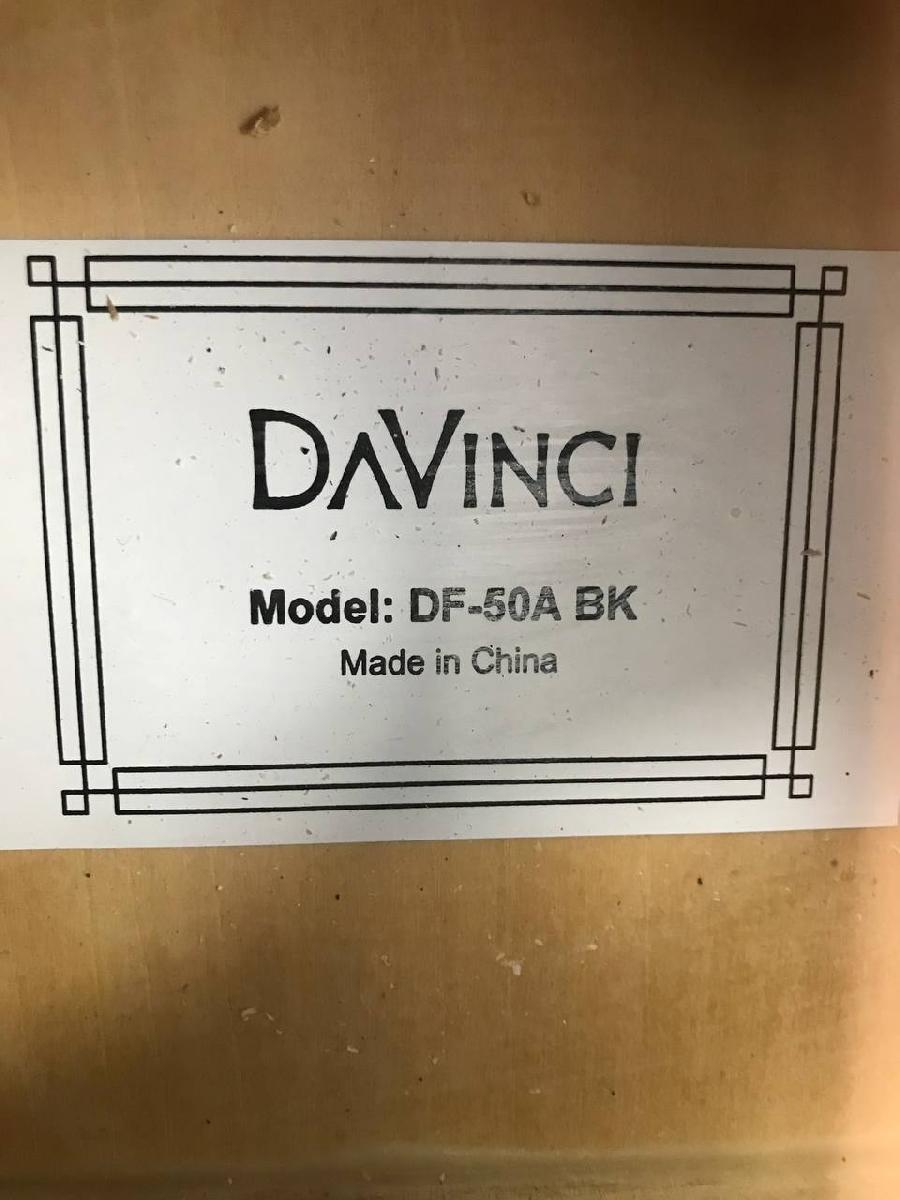 DAVINCI
Model: DF-50A BK
Made in China